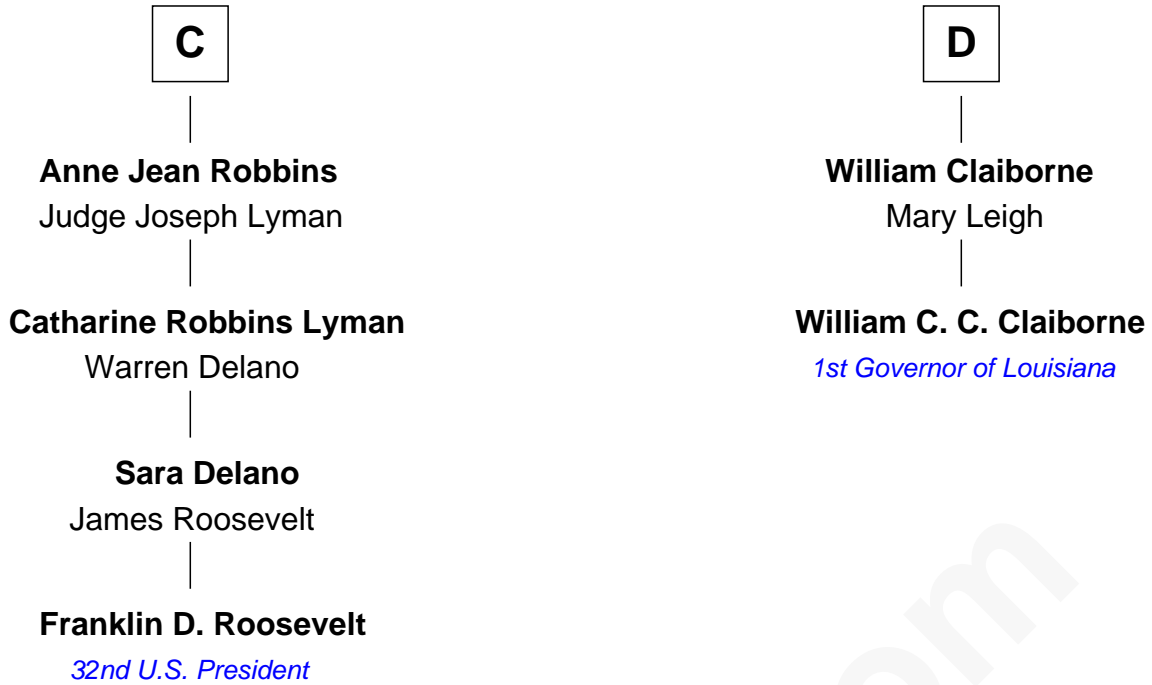 C
Anne Jean Robbins
Judge Joseph Lyman
Catharine Robbins Lyman
Warren Delano
Sara Delano
James Roosevelt
Franklin D. Roosevelt
32nd U.S. President
D
William Claiborne
Mary Leigh
William C. C. Claiborne
1st Governor of Louisiana
om